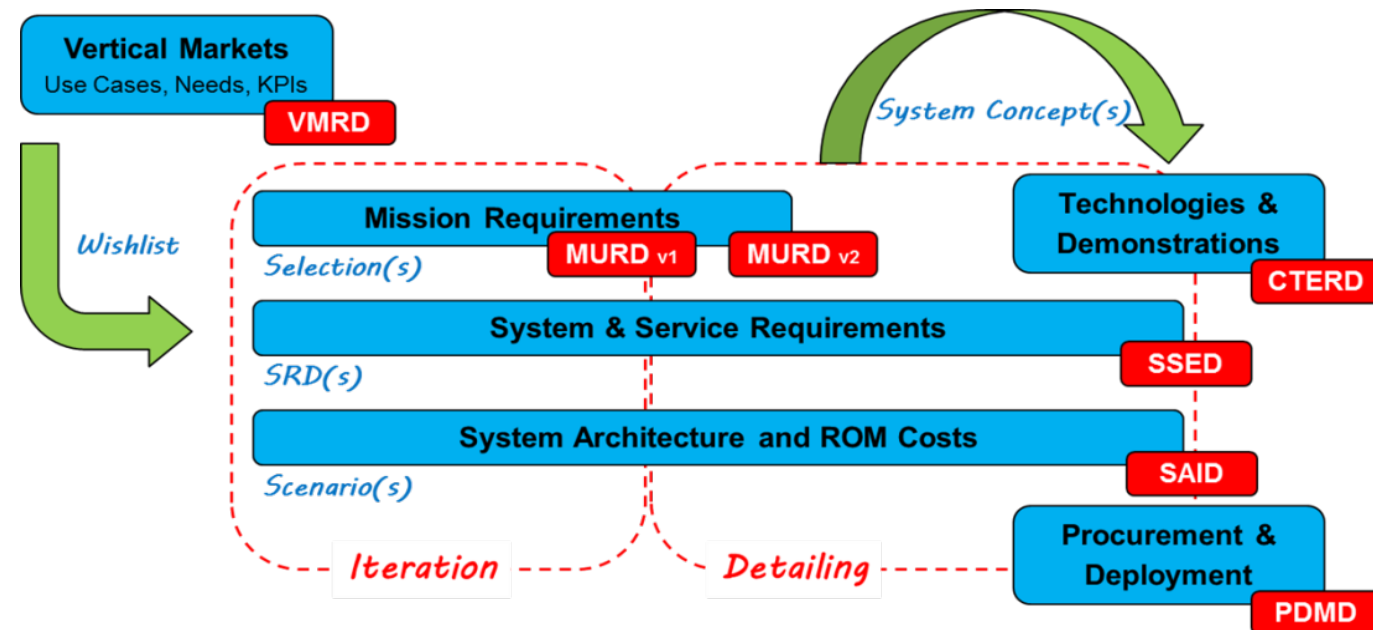 Vertical Markets
Use Cases, Needs, KPIs
VMRD
System Concept(s)
Wishlist
Mission Requirements
MURD v1
MURD v2
Selection(s)
Technologies &
Demonstrations
CTERD
System & Service Requirements
SSED
SRD(s)
System Architecture and ROM Costs
SAID
Scenario(s)
Iteration
Detailing
Procurement &
Deployment
PDMD